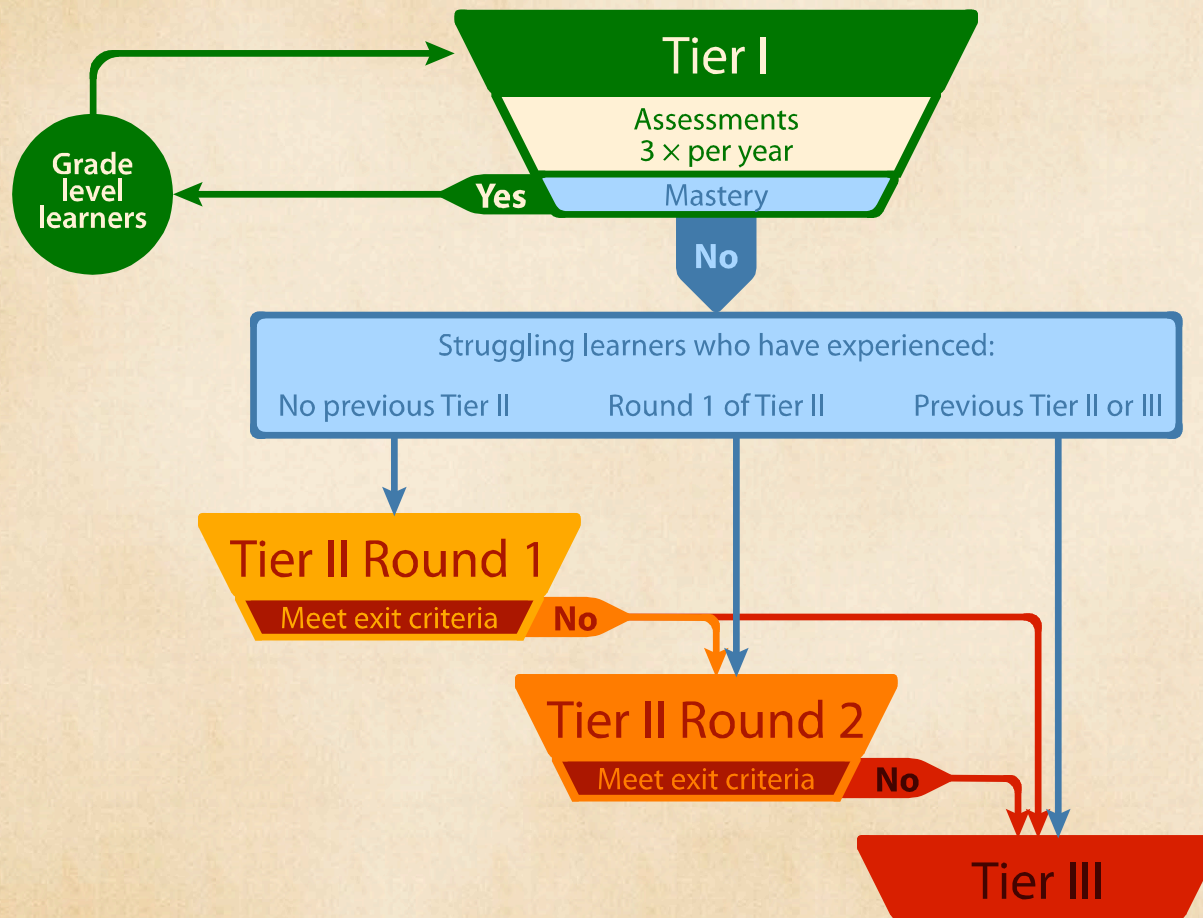 Tier I
Assessments
3 × per year
Grade
level
learners
Yes
Mastery
No
Struggling learners who have experienced:
No previous Tier II
Round 1 of Tier II
Previous Tier II or III
Tier II Round 1
Meet exit criteria
No
Tier II Round 2
Meet exit criteria
No
Tier III